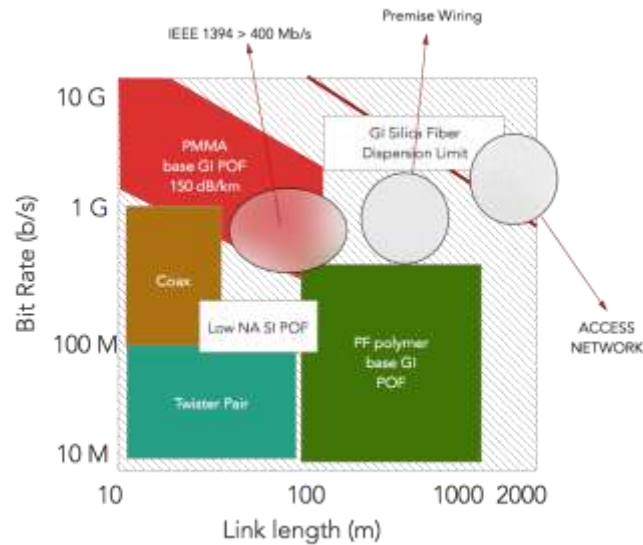 Premise Wiring
IEEE 1394 > 400 Mb/s
10 G
PMMA
base GI POF
150 dB/km
GI Silica Fiber
Dispersion Limit
1 G
Bit Rate (b/s)
Coax
Low NA SI POF
ACCESS
NETWORK
100 M
PF polymer
base GI
POF
Twister Pair
10 M
10
100
1000
2000
Link length (m)